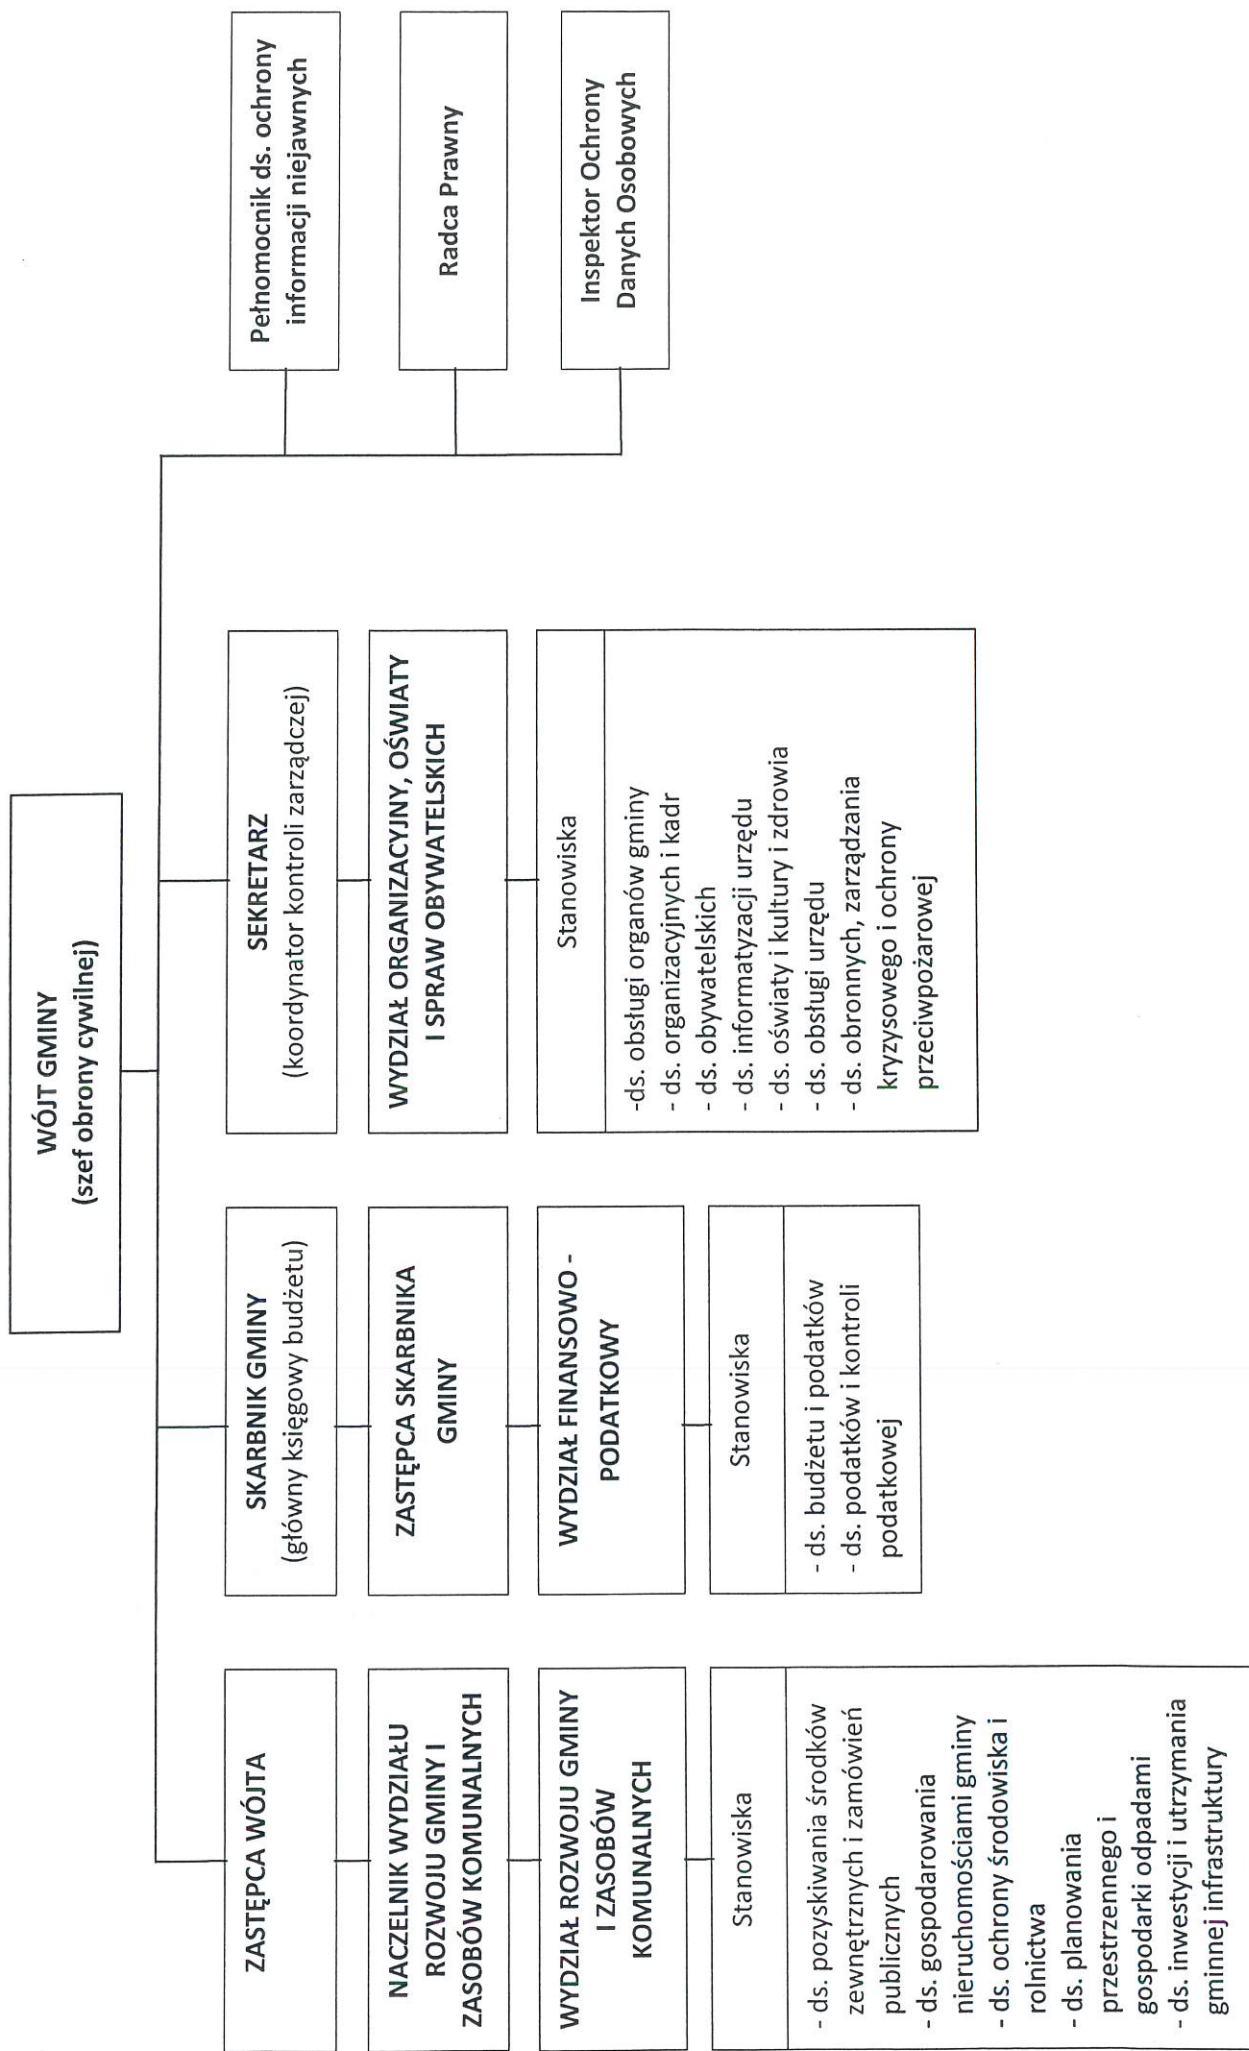 WÓJT GMINY
(szef obrony cywilnej)
ZASTĘPCA WÓJTA
NACZELNIK WYDZIAŁU
ROZWOJU GMINY I
ZASOBÓW KOMUNALNYCH
WYDZIAŁ ROZWOJU GMINY
I ZASOBÓW
KOMUNALNYCH
Stanowiska
- ds. pozyskiwania środków
zewnętrznych i zamówień
publicznych
- ds. gospodarowania
nieruchomościami gminy
- ds. ochrony środowiska i
rolnictwa
- ds. planowania
przestrzennego i
gospodarki odpadami
- ds. inwestycji i utrzymania
gminnej infrastruktury
SKARBNIK GMINY
(główny księgowy budżetu)
ZASTĘPCA SKARBNIKA
GMINY
WYDZIAŁ FINANSOWO -
PODATKOWY
Stanowiska
- ds. budżetu i podatków
- ds. podatków i kontroli
podatkowej
SEKRETARZ
(koordynator kontroli zarządczej)
WYDZIAŁ ORGANIZACYJNY, OŚWIATY
I SPRAW OBYWATELSKICH
Stanowiska
-ds. obsługi organów gminy
- ds. organizacyjnych i kadr
- ds. obywatelskich
- ds. informatyzacji urzędu
- ds. oświaty i kultury i zdrowia
- ds. obsługi urzędu
- ds. obronnych, zarządzania
kryzysowego i ochrony
przeciwpożarowej
Pełnomocnik ds. ochrony
informacji niejawnych
Radca Prawny
Inspektor Ochrony
Danych Osobowych